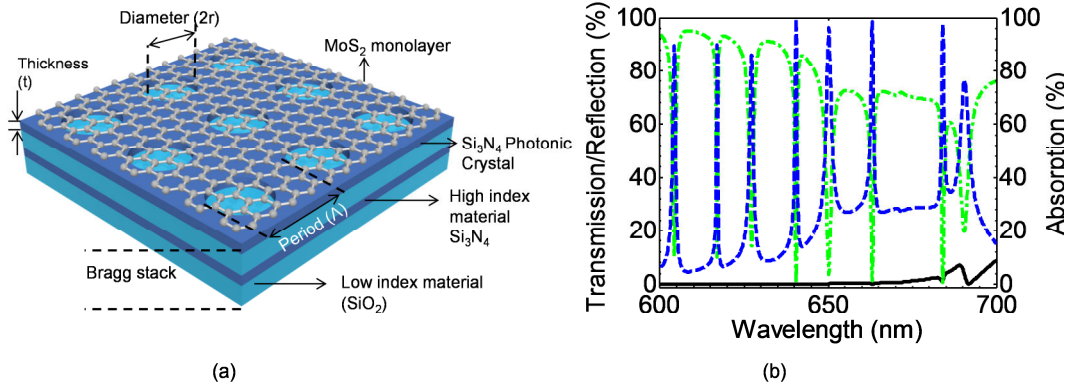 Diameter (2r)
MoS₂ monolayer
Thickness
(t)
Si₃N₄ Photonic
Crystal
High index
material
Si₃N₄
Period (Λ)
Bragg stack
Low index material
(SiO₂)
(a)
Transmission/Reflection (%)
100
80
60
40
20
0
600
650
700
Wavelength (nm)
100
80
60
40
20
0
Absorption (%)
(b)